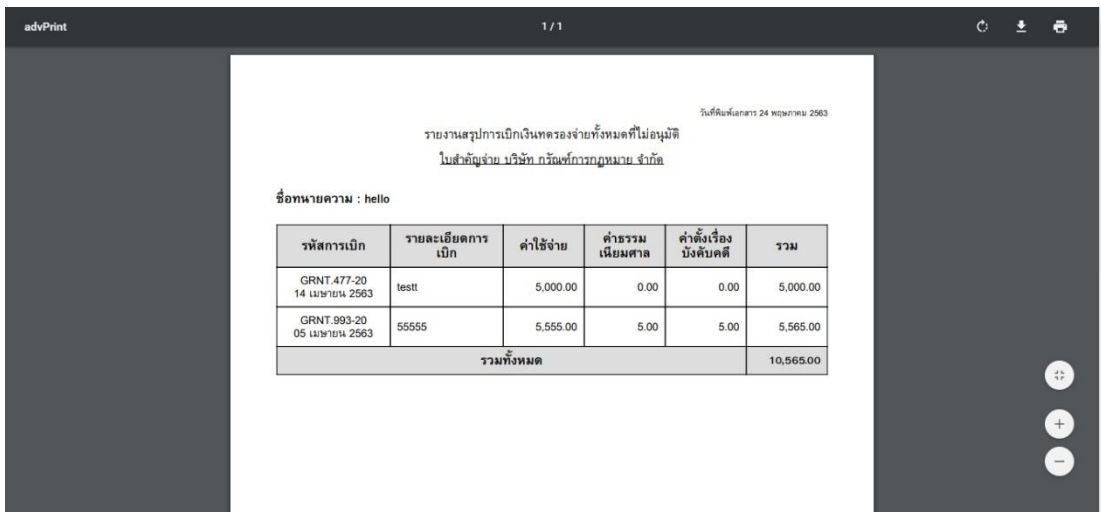 advPrint
1 / 1
วันที่พิมพ์เอกสาร 24 พฤษภาคม 2563
รายงานสรุปการเบิกเงินทดรองจ่ายทั้งหมดที่ไม่อนุมัติ
ใบสำคัญจ่าย บริษัท กรัณฑ์การกฎหมาย จำกัด
ชื่อทนายความ : hello
รหัสการเบิก รายละเอียดการ ค่าใช้จ่าย ค่าธรรม ค่าตั้งเรื่อง รวม
เบิก เนียมศาล บังคับคดี
GRNT.477-20
14 เมษายน 2563 testt 5,000.00 0.00 0.00 5,000.00
GRNT.993-20
05 เมษายน 2563 55555 5,555.00 5.00 5.00 5,565.00
รวมทั้งหมด 10,565.00